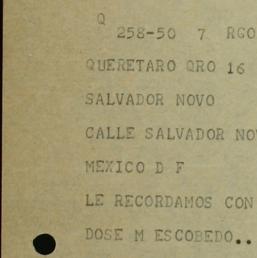 Q
258-50 7 RGO
QUERETARO QRO 16
SALVADOR NOVO
CALLE SALVADOR NO
MEXICO D F
LE RECORDAMOS CON
DOSE M ESCOBEDO..